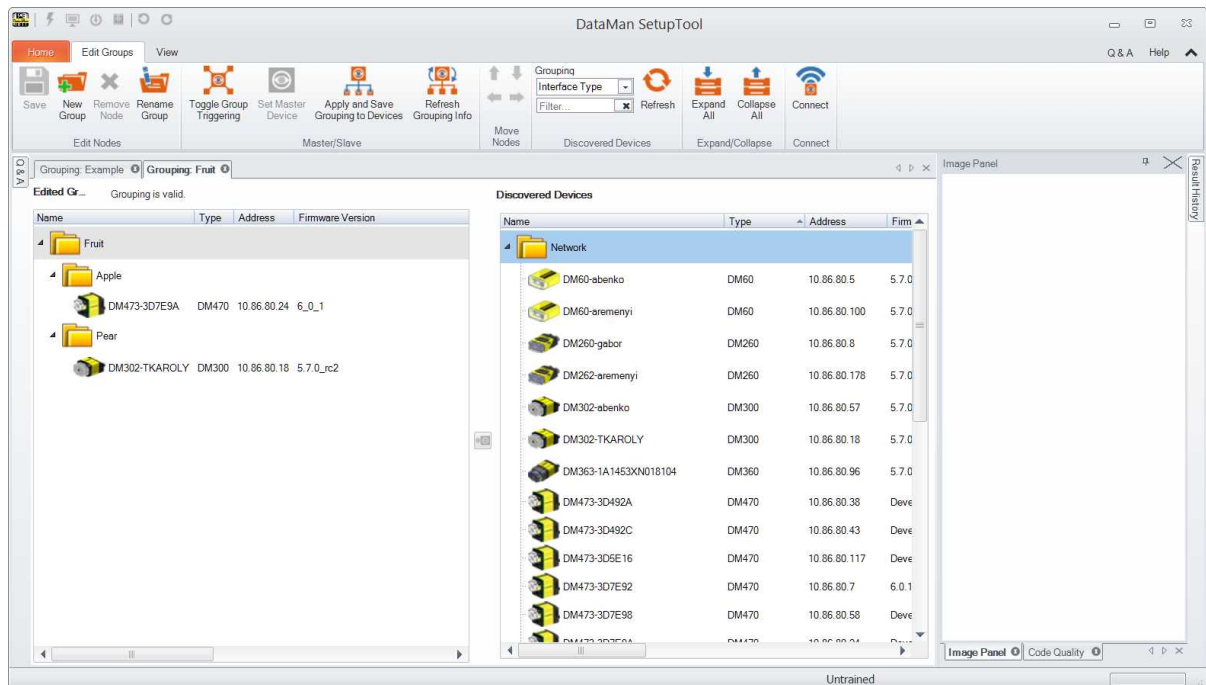 DataMan SetupTool
Home Edit Groups View Q & A Help
Save New Group Remove Node Rename Group Toggle Group Triggering Set Master Device Apply and Save Grouping to Devices Refresh Grouping Info Move Nodes
Grouping
Interface Type
Filter... Refresh Expand All Collapse All Connect
Edit Nodes Master/Slave Discovered Devices Expand/Collapse Connect
Q & A
Grouping: Example Grouping: Fruit Image Panel
Result History
Edited Gr... Grouping is valid. Discovered Devices
Name Type Address Firmware Version
Fruit
Apple
DM473-3D7E9A DM470 10.86.80.24 6_0_1
Pear
DM302-TKAROLY DM300 10.86.80.18 5.7.0_rc2
Name Type Address Firm
Network
DM60-abenko DM60 10.86.80.5 5.7.0
DM60-aremenyi DM60 10.86.80.100 5.7.0
DM260-gabor DM260 10.86.80.8 5.7.0
DM262-aremenyi DM260 10.86.80.178 5.7.0
DM302-abenko DM300 10.86.80.57 5.7.0
DM302-TKAROLY DM300 10.86.80.18 5.7.0
DM363-1A1453XN018104 DM360 10.86.80.96 5.7.0
DM473-3D492A DM470 10.86.80.38 Deve
DM473-3D492C DM470 10.86.80.43 Deve
DM473-3D5E16 DM470 10.86.80.117 Deve
DM473-3D7E92 DM470 10.86.80.7 6.0.1
DM473-3D7E98 DM470 10.86.80.58 Deve
Image Panel Code Quality
Untrained